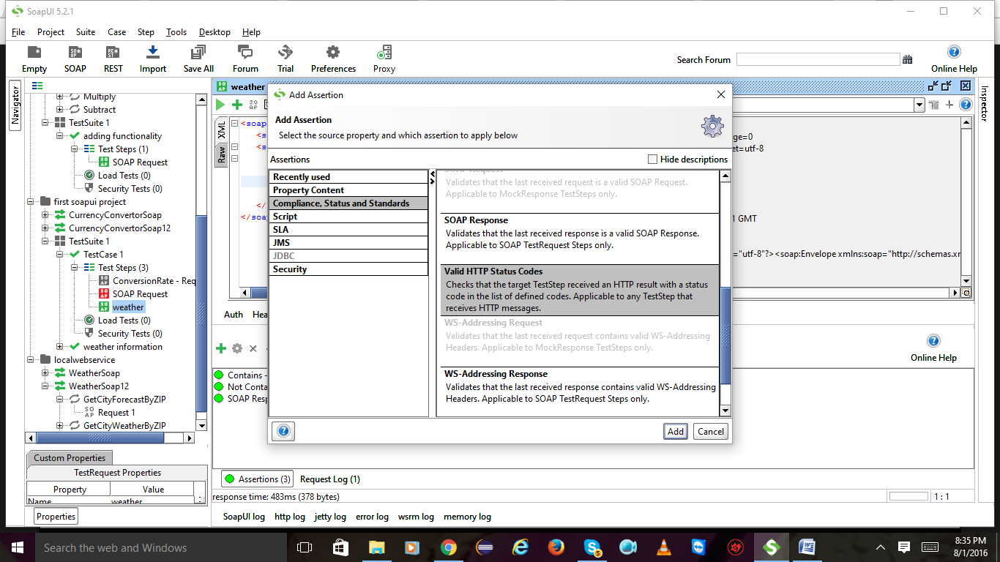 SoapUI 5.2.1
File Project Suite Case Step Tools Desktop Help
Empty SOAP REST Import Save All Forum Trial Preferences Proxy
Search Forum
Online Help
Navigator
Multiply
Subtract
TestSuite 1
adding functionality
Test Steps (1)
SOAP Request
Load Tests (0)
Security Tests (0)
first soapui project
CurrencyConvertorSoap
CurrencyConvertorSoap12
TestSuite 1
TestCase 1
Test Steps (3)
ConversionRate - Req
SOAP Request
weather
Load Tests (0)
Security Tests (0)
weather information
localwebservice
WeatherSoap
WeatherSoap12
GetCityForecastByZIP
Request 1
GetCityWeatherByZIP
Custom Properties
TestRequest Properties
Property Value
Name weather
Properties
weather
XML
Raw
<soap
<s
<s
</
</soa
ge=0
et=utf-8
1 GMT
="utf-8"?><soap:Envelope xmlns:soap="http://schemas.xr
Inspector
Auth Hea
Online Help
Contains -
Not Conta
SOAP Resp
Add Assertion
Add Assertion
Select the source property and which assertion to apply below
Assertions
Hide descriptions
Recently used
Property Content
Compliance, Status and Standards
Script
SLA
JMS
JDBC
Security
SOAP Request
Validates that the last received request is a valid SOAP Request.
Applicable to MockResponse TestSteps only.
SOAP Response
Validates that the last received response is a valid SOAP Response.
Applicable to SOAP TestRequest Steps only.
Valid HTTP Status Codes
Checks that the target TestStep received an HTTP result with a status
code in the list of defined codes. Applicable to any TestStep that
receives HTTP messages.
WS-Addressing Request
Validates that the last received request contains valid WS-Addressing
Headers. Applicable to MockResponse TestSteps only.
WS-Addressing Response
Validates that the last received response contains valid WS-Addressing
Headers. Applicable to SOAP TestRequest Steps only.
Add Cancel
Assertions (3) Request Log (1)
response time: 483ms (378 bytes)
1 : 1
SoapUI log http log jetty log error log wsrm log memory log
Search the web and Windows
5
8:35 PM
8/1/2016